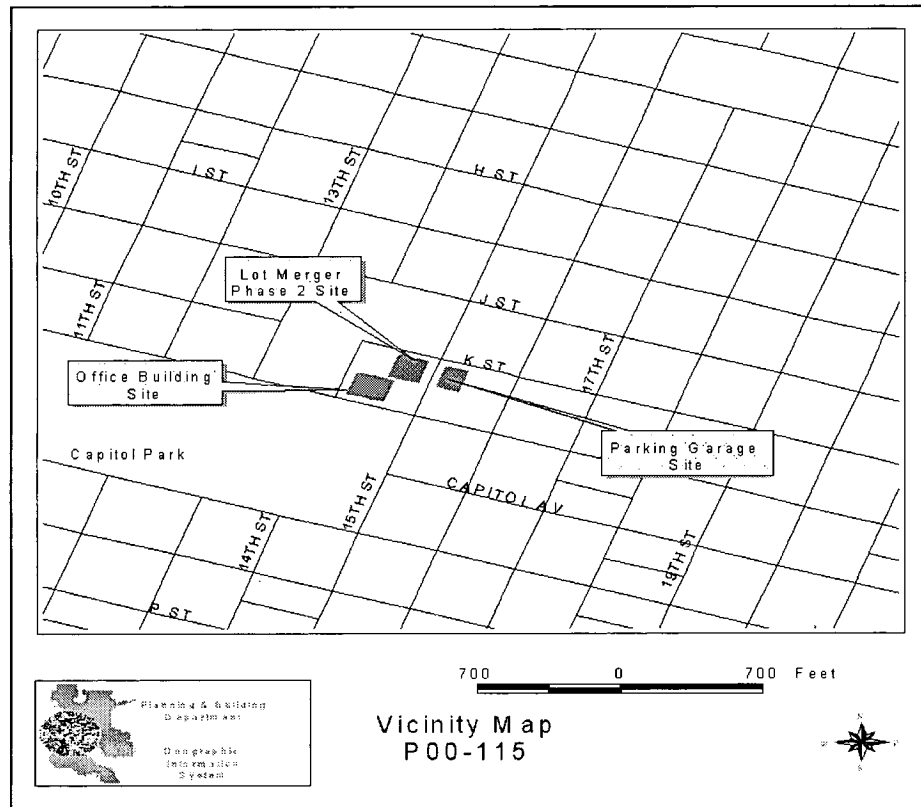 10TH ST
I ST
13TH ST
H ST
Lot Merger
Phase 2 Site
11TH ST
J ST
Office Building
Site
K ST
17TH ST
Capitol Park
Parking Garage
Site
15TH ST
CAPITOL AV
14TH ST
19TH ST
P ST
700 0 700 Feet
Planning & Building
Department
Geographic
Information
System
Vicinity Map
P00-115
N
W
S